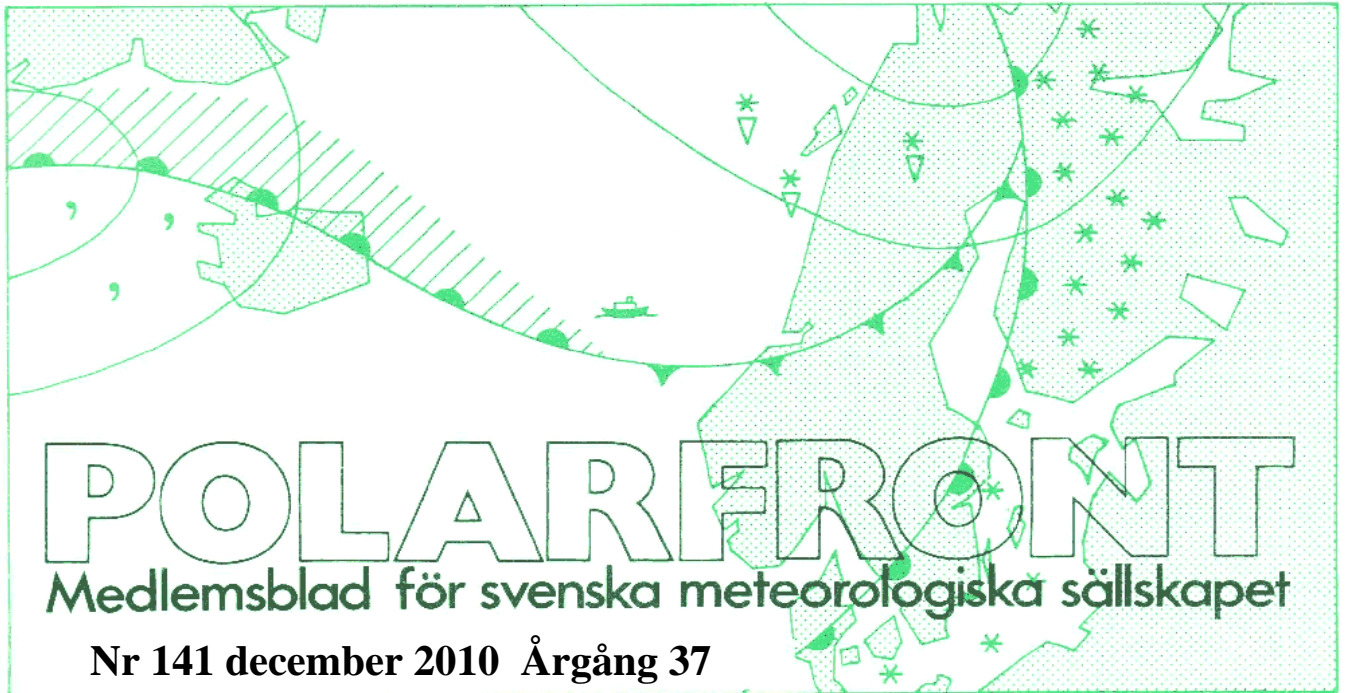 POLARFRONT
Medlemsblad för svenska meteorologiska sällskapet
Nr 141 december 2010 Årgång 37